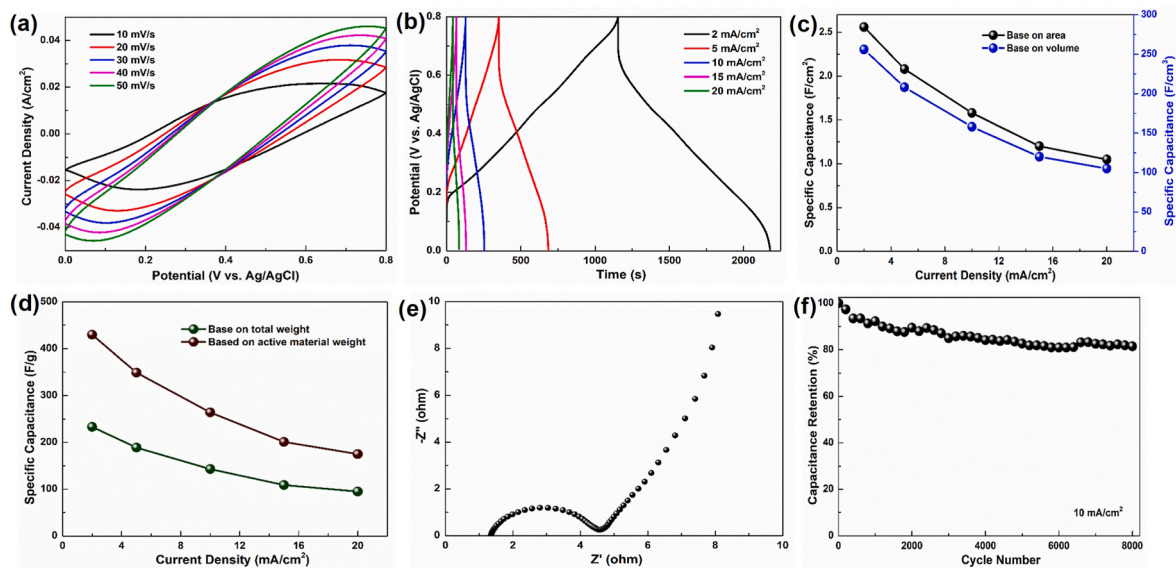 (a)
10 mV/s
20 mV/s
30 mV/s
40 mV/s
50 mV/s
Current Density (A/cm²)
0.04
0.02
0.00
-0.02
-0.04
0.0 0.2 0.4 0.6 0.8
Potential (V vs. Ag/AgCl)
(b)
2 mA/cm²
5 mA/cm²
10 mA/cm²
15 mA/cm²
20 mA/cm²
Potential (V vs. Ag/AgCl)
0.8
0.6
0.4
0.2
0.0
0 500 1000 1500 2000
Time (s)
(c)
Base on area
Base on volume
Specific Capacitance (F/cm²)
2.5
2.0
1.5
1.0
0.5
0.0
0 4 8 12 16 20
Current Density (mA/cm²)
300
250
200
150
100
50
0
Specific Capacitance (F/cm³)
(d)
Base on total weight
Based on active material weight
Specific Capacitance (F/g)
500
400
300
200
100
0
0 2 4 6 8 10 12 14 16 18 20
Current Density (mA/cm²)
(e)
-Z" (ohm)
10
8
6
4
2
0
0 2 4 6 8 10
Z' (ohm)
(f)
Capacitance Retention (%)
100
80
60
40
20
0
10 mA/cm²
0 2000 4000 6000 8000
Cycle Number